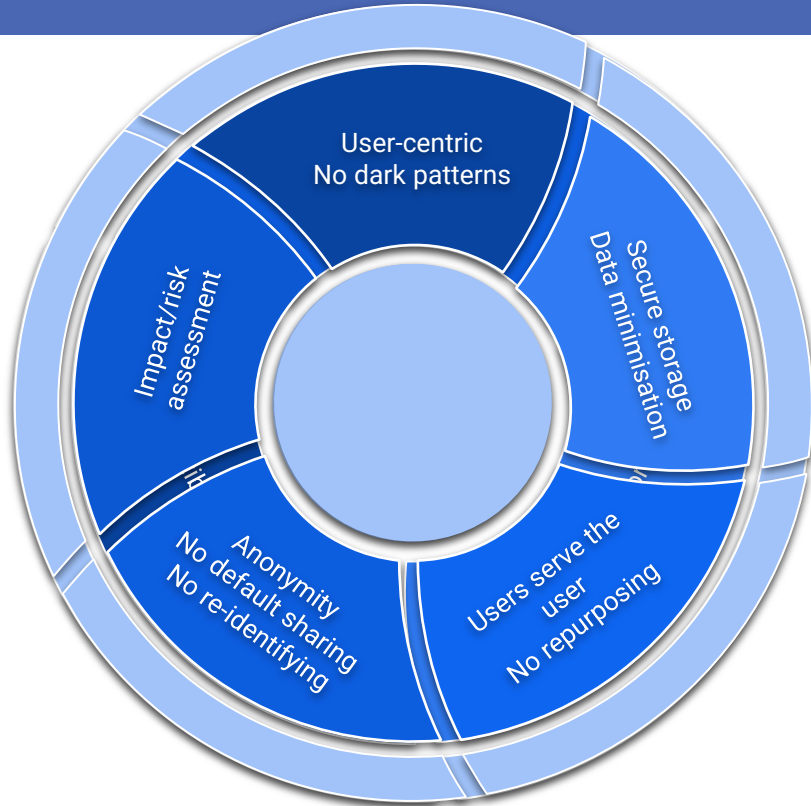 User-centric
No dark patterns
Secure storage
Data minimisation
Users serve the
user
No repurposing
Anonymity
No default sharing
No re-identifying
Impact/risk
assessment